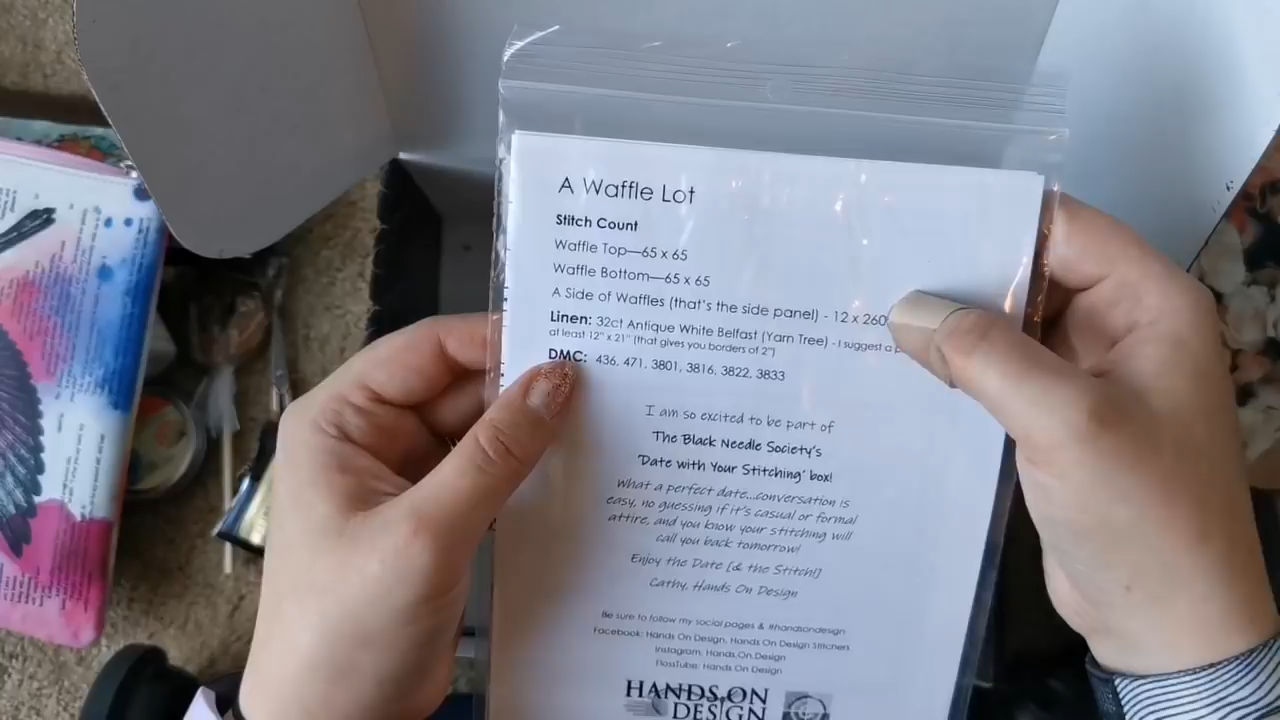 A Waffle Lot
Stitch Count
Waffle Top—65 x 65
Waffle Bottom—65 x 65
A Side of Waffles (that's the side panel) - 12 x 260
Linen: 32ct Antique White Belfast (Yarn Tree) - I suggest a
at least 12" x 21" (that gives you borders of 2")
DMC: 436, 471, 3801, 3816, 3822, 3833
I am so excited to be part of
The Black Needle Society's
'Date with Your Stitching' box!
What a perfect date...conversation is
easy, no guessing if it's casual or formal
attire, and you know your stitching will
call you back tomorrow!
Enjoy the Date [& the Stitch!]
Cathy, Hands On Design
Be sure to follow my social pages & #handsondesign
Facebook: Hands On Design, Hands On Design Stitchers
Instagram: Hands.On.Design
FlossTube: Hands On Design
HANDS ON
DESIGN